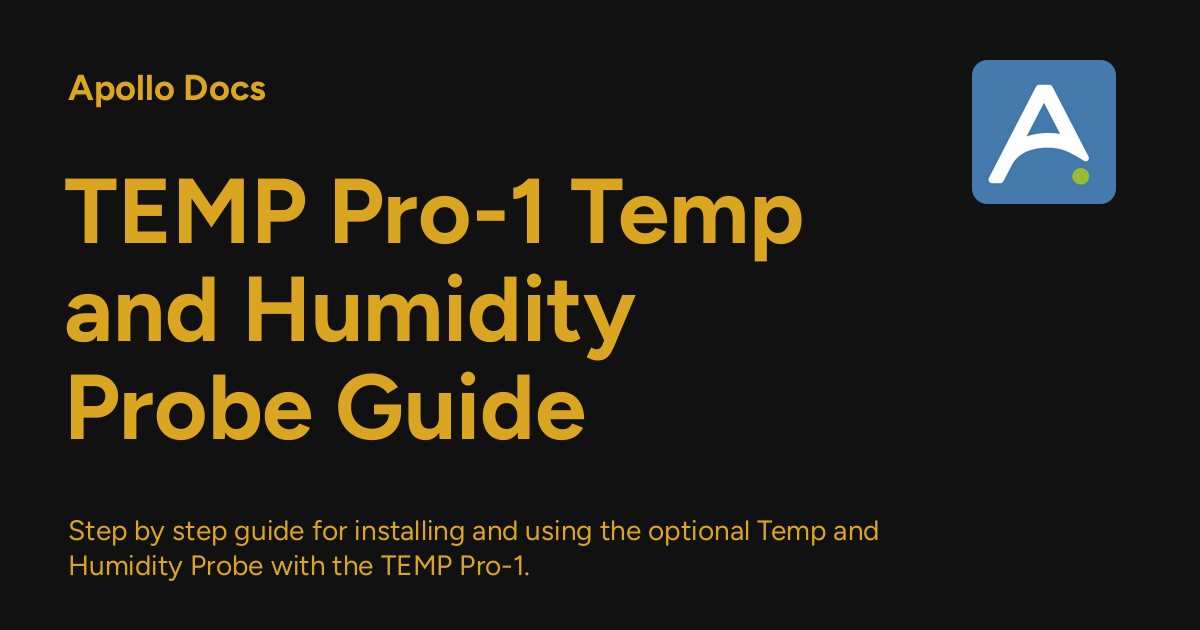 Apollo Docs
TEMP Pro-1 Temp
and Humidity
Probe Guide
Step by step guide for installing and using the optional Temp and
Humidity Probe with the TEMP Pro-1.